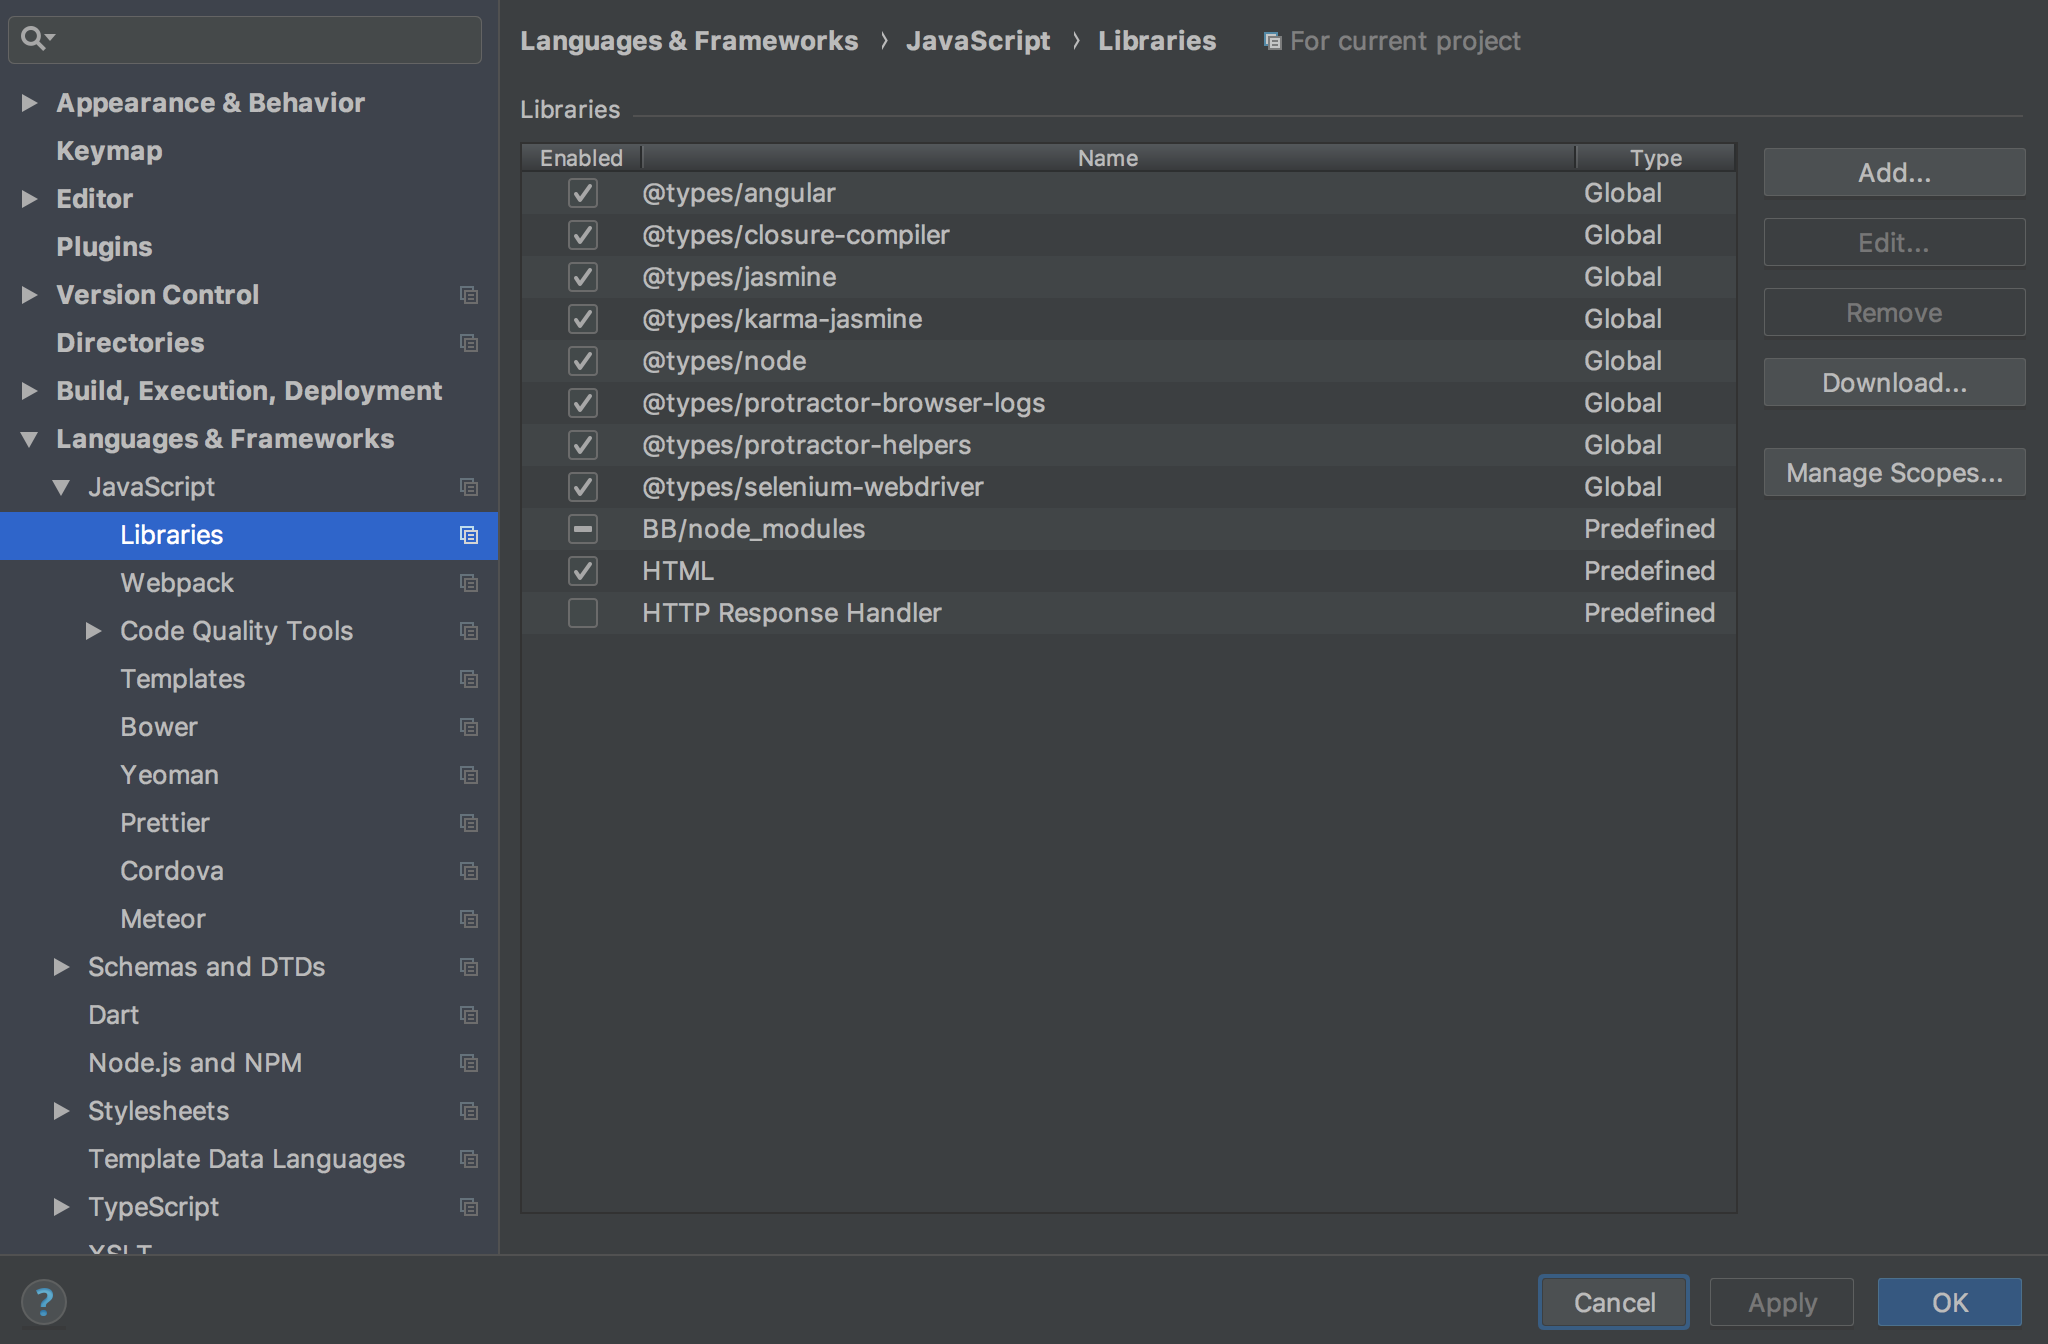 Appearance & Behavior
Keymap
Editor
Plugins
Version Control
Directories
Build, Execution, Deployment
Languages & Frameworks
JavaScript
Libraries
Webpack
Code Quality Tools
Templates
Bower
Yeoman
Prettier
Cordova
Meteor
Schemas and DTDs
Dart
Node.js and NPM
Stylesheets
Template Data Languages
TypeScript
XSLT
Languages & Frameworks › JavaScript › Libraries For current project
Libraries
Enabled Name Type
@types/angular Global
@types/closure-compiler Global
@types/jasmine Global
@types/karma-jasmine Global
@types/node Global
@types/protractor-browser-logs Global
@types/protractor-helpers Global
@types/selenium-webdriver Global
BB/node_modules Predefined
HTML Predefined
HTTP Response Handler Predefined
Add...
Edit...
Remove
Download...
Manage Scopes...
?
Cancel Apply OK